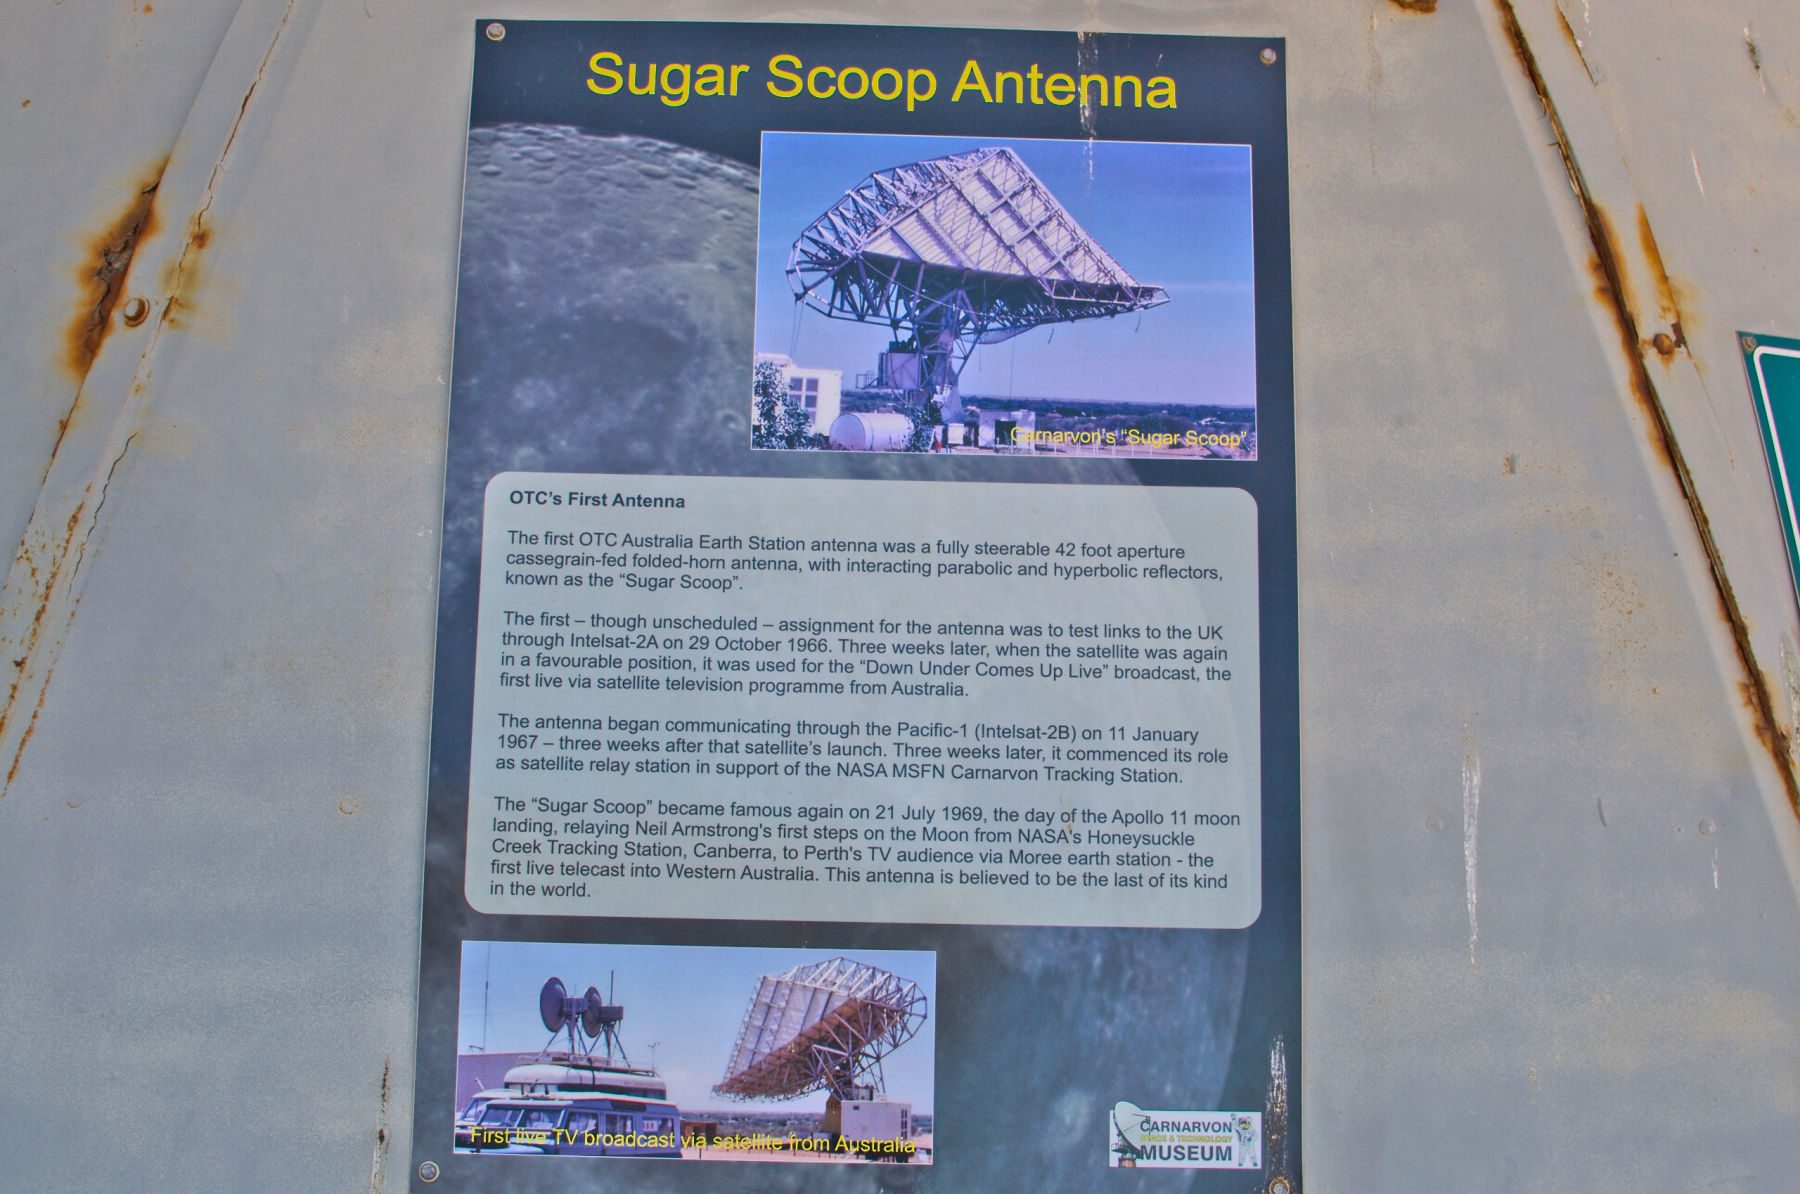 Sugar Scoop Antenna
Carnarvon's “Sugar Scoop”
OTC’s First Antenna
The first OTC Australia Earth Station antenna was a fully steerable 42 foot aperture
cassegrain-fed folded-horn antenna, with interacting parabolic and hyperbolic reflectors,
known as the “Sugar Scoop”.
The first – though unscheduled – assignment for the antenna was to test links to the UK
through Intelsat-2A on 29 October 1966. Three weeks later, when the satellite was again
in a favourable position, it was used for the “Down Under Comes Up Live” broadcast, the
first live via satellite television programme from Australia.
The antenna began communicating through the Pacific-1 (Intelsat-2B) on 11 January
1967 – three weeks after that satellite’s launch. Three weeks later, it commenced its role
as satellite relay station in support of the NASA MSFN Carnarvon Tracking Station.
The “Sugar Scoop” became famous again on 21 July 1969, the day of the Apollo 11 moon
landing, relaying Neil Armstrong's first steps on the Moon from NASA's Honeysuckle
Creek Tracking Station, Canberra, to Perth's TV audience via Moree earth station - the
first live telecast into Western Australia. This antenna is believed to be the last of its kind
in the world.
First live TV broadcast via satellite from Australia
CARNARVON
SPACE & TECHNOLOGY
MUSEUM